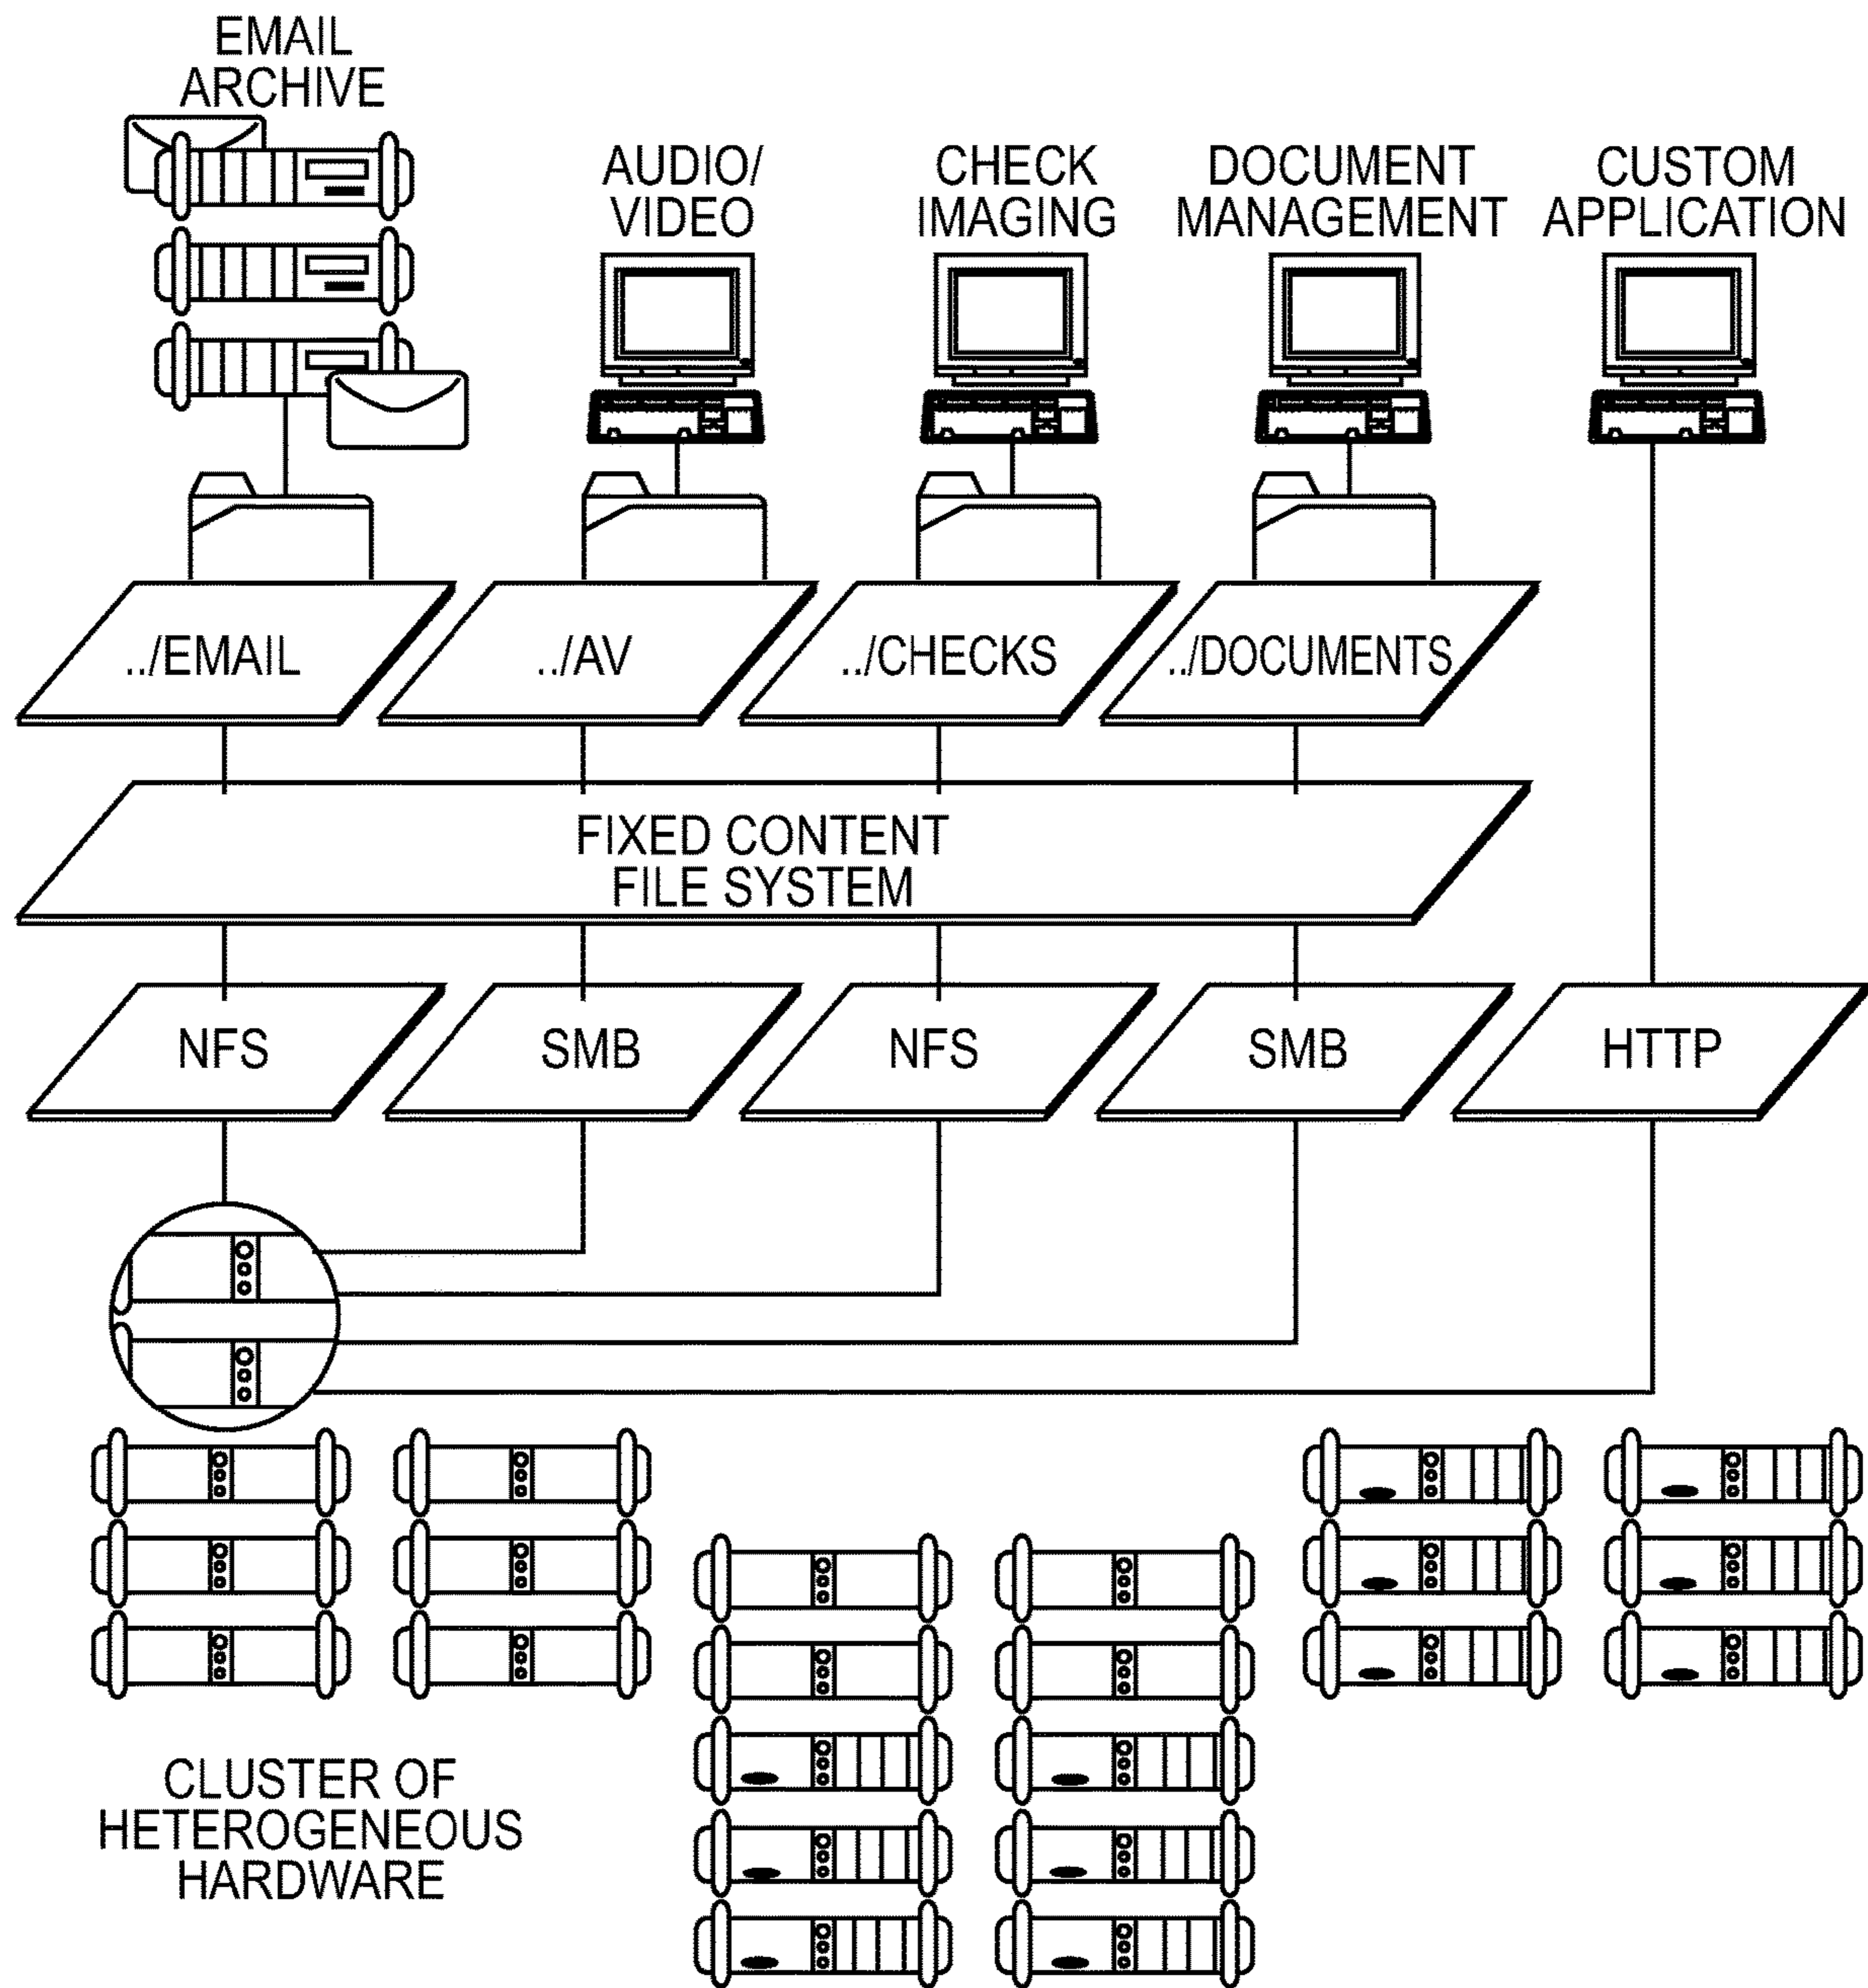 EMAIL
ARCHIVE
AUDIO/
VIDEO
CHECK
IMAGING
DOCUMENT
MANAGEMENT
CUSTOM
APPLICATION
../EMAIL
../AV
../CHECKS
../DOCUMENTS
FIXED CONTENT
FILE SYSTEM
NFS
SMB
NFS
SMB
HTTP
CLUSTER OF
HETEROGENEOUS
HARDWARE